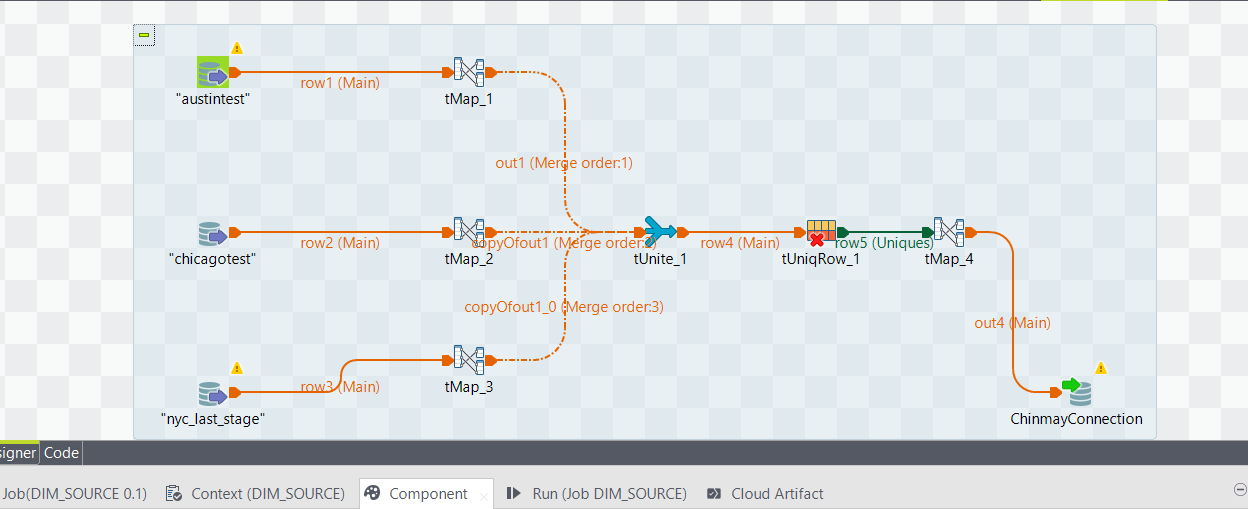 row1 (Main)
"austintest"
tMap_1
out1 (Merge order:1)
row2 (Main)
copyOfout1 (Merge order:
row4 (Main)
row5 (Uniques)
"chicagotest"
tMap_2
tUnite_1
tUniqRow_1
tMap_4
copyOfout1_0 (Merge order:3)
out4 (Main)
row3 (Main)
tMap_3
"nyc_last_stage"
ChinmayConnection
signer Code
Job(DIM_SOURCE 0.1) Context (DIM_SOURCE) Component Run (Job DIM_SOURCE) Cloud Artifact